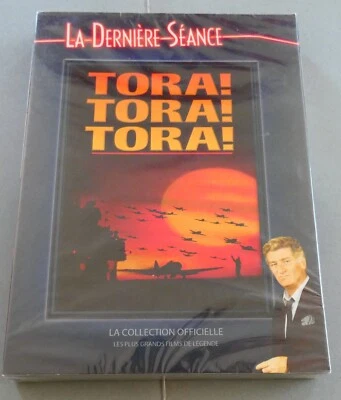 LA DERNIÈRE SÉANCE
TORA!
TORA!
TORA!
LA COLLECTION OFFICIELLE
LES PLUS GRANDS FILMS DE LÉGENDE